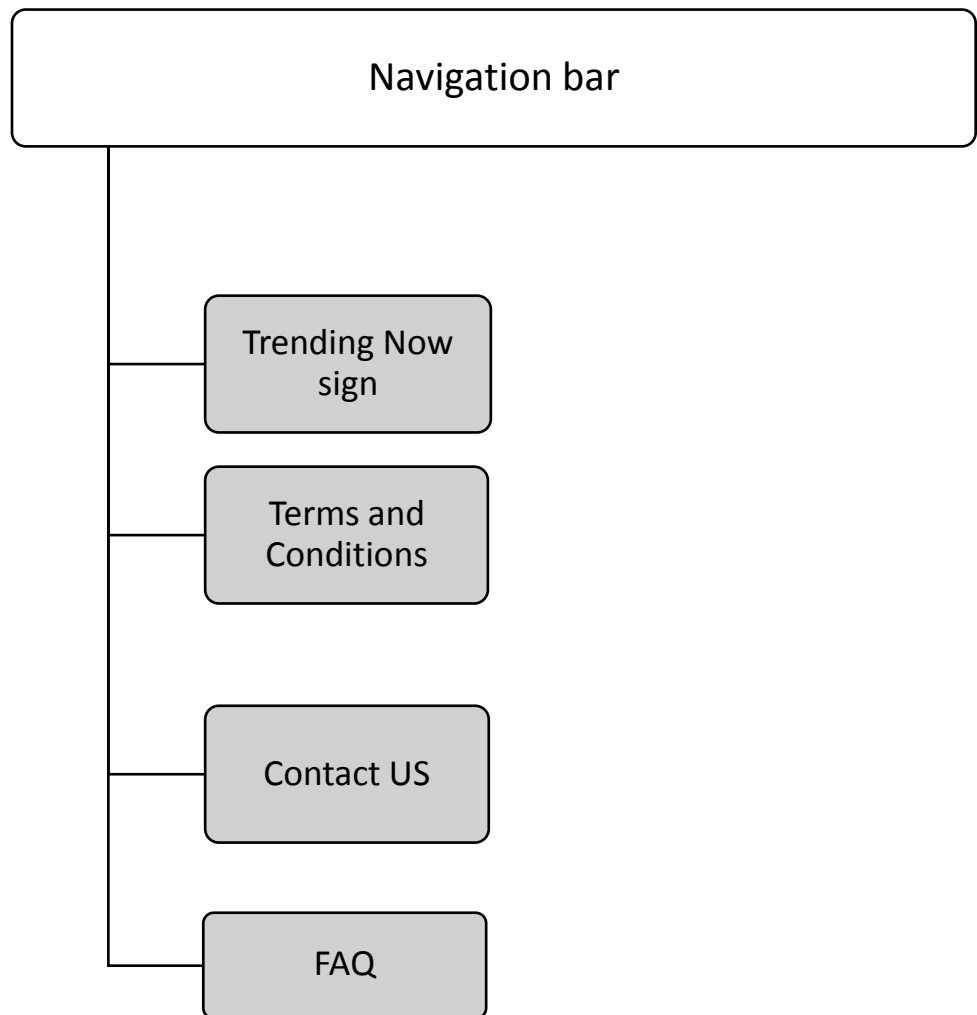 Navigation bar
Trending Now
sign
Terms and
Conditions
Contact US
FAQ